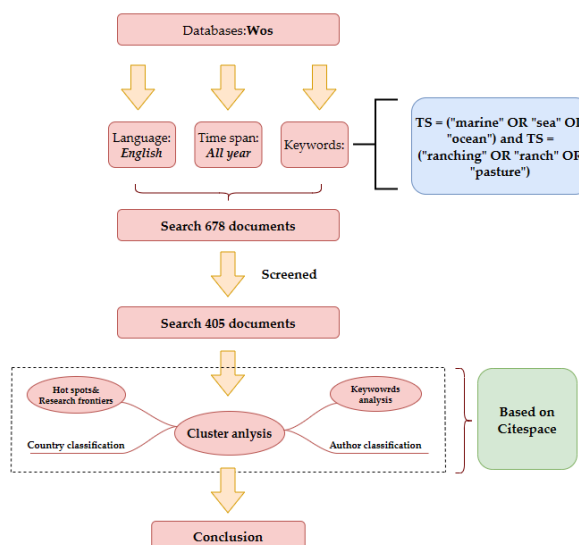 Databases:Wos
Language:
English
Time span:
All year
Keywords:
TS = ("marine" OR "sea" OR
"ocean") and TS =
("ranching" OR "ranch" OR
"pasture")
Search 678 documents
Screened
Search 405 documents
Hot spots&
Research frontiers
Keywowrds
analysis
Cluster anlysis
Country classification
Author classification
Based on
Citespace
Conclusion